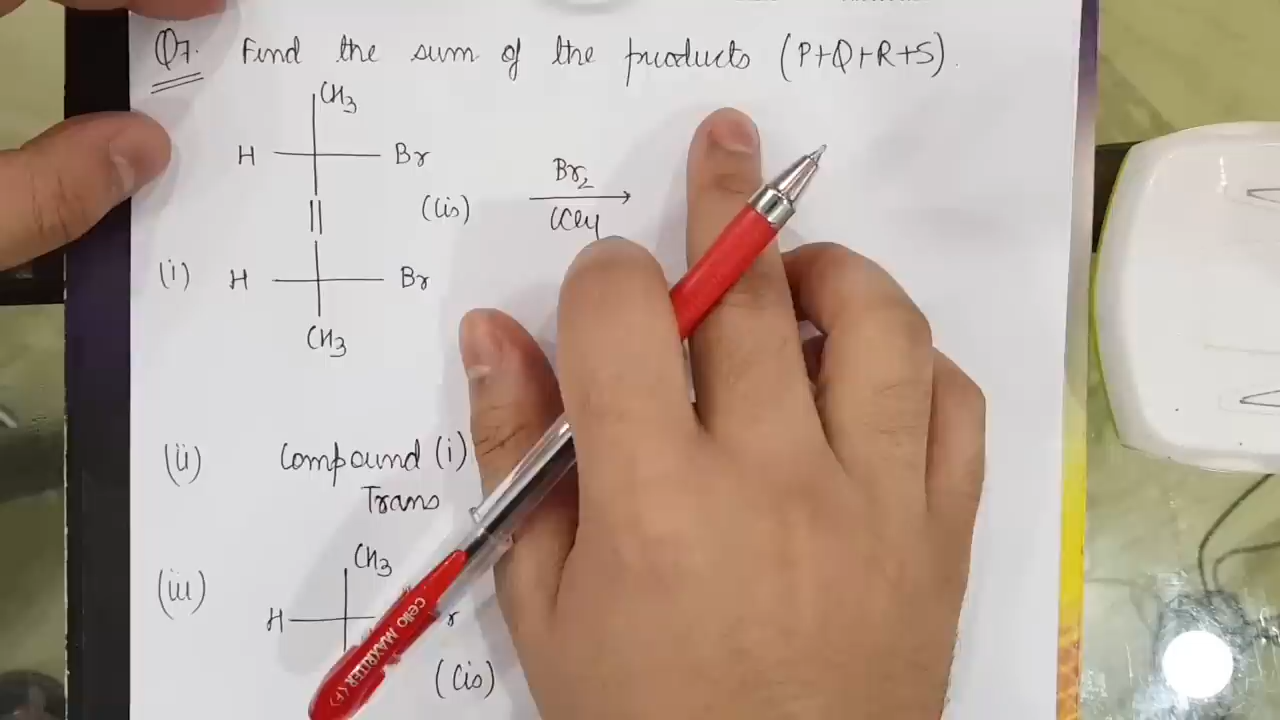 Q7. Find the sum of the products (P+Q+R+S).
CH3
H Br
Br2
(Cis)
CCl4
(i) H Br
CH3
(ii) Compound (i)
Trans
CH3
(iii)
H r
(Cis)
cello MAXRITER (F)